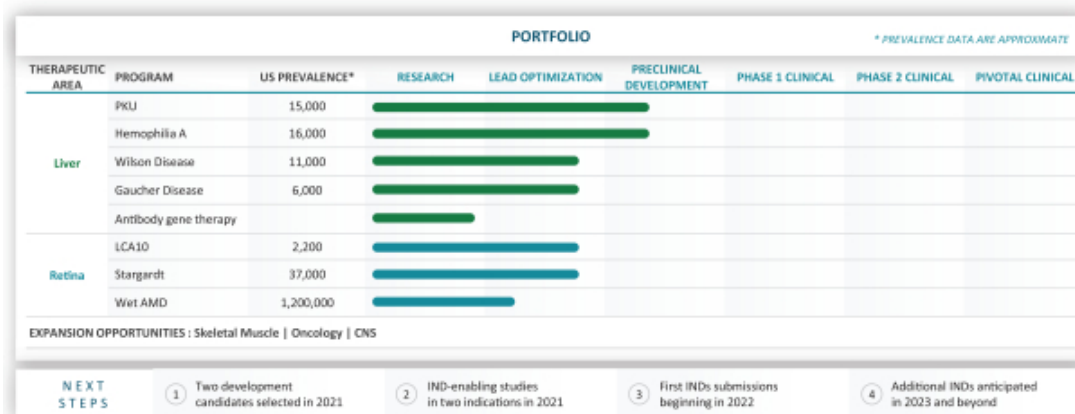 PORTFOLIO
* PREVALENCE DATA ARE APPROXIMATE
THERAPEUTIC AREA PROGRAM US PREVALENCE* RESEARCH LEAD OPTIMIZATION PRECLINICAL DEVELOPMENT PHASE 1 CLINICAL PHASE 2 CLINICAL PIVOTAL CLINICAL
PKU 15,000
Hemophilia A 16,000
Liver Wilson Disease 11,000
Gaucher Disease 6,000
Antibody gene therapy
LCA10 2,200
Retina Stargardt 37,000
Wet AMD 1,200,000
EXPANSION OPPORTUNITIES : Skeletal Muscle | Oncology | CNS
NEXT STEPS
1 Two development
candidates selected in 2021
2 IND-enabling studies
in two indications in 2021
3 First INDs submissions
beginning in 2022
4 Additional INDs anticipated
in 2023 and beyond